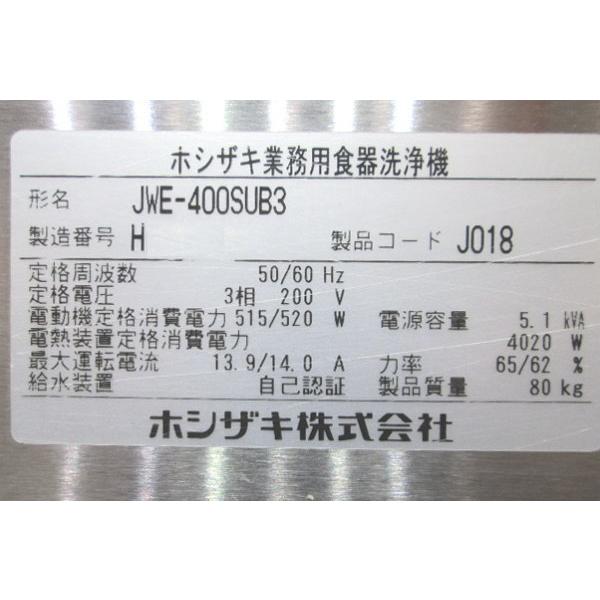 ホシザキ業務用食器洗浄機
形名 JWE-400SUB3
製造番号 H 製品コード J018
定格周波数 50/60 Hz
定格電圧 3相 200 V
電動機定格消費電力 515/520 W 電源容量 5.1 kVA
電熱装置定格消費電力 4020 W
最大運転電流 13.9/14.0 A 力率 65/62 %
給水装置 自己認証 製品質量 80 kg
ホシザキ株式会社